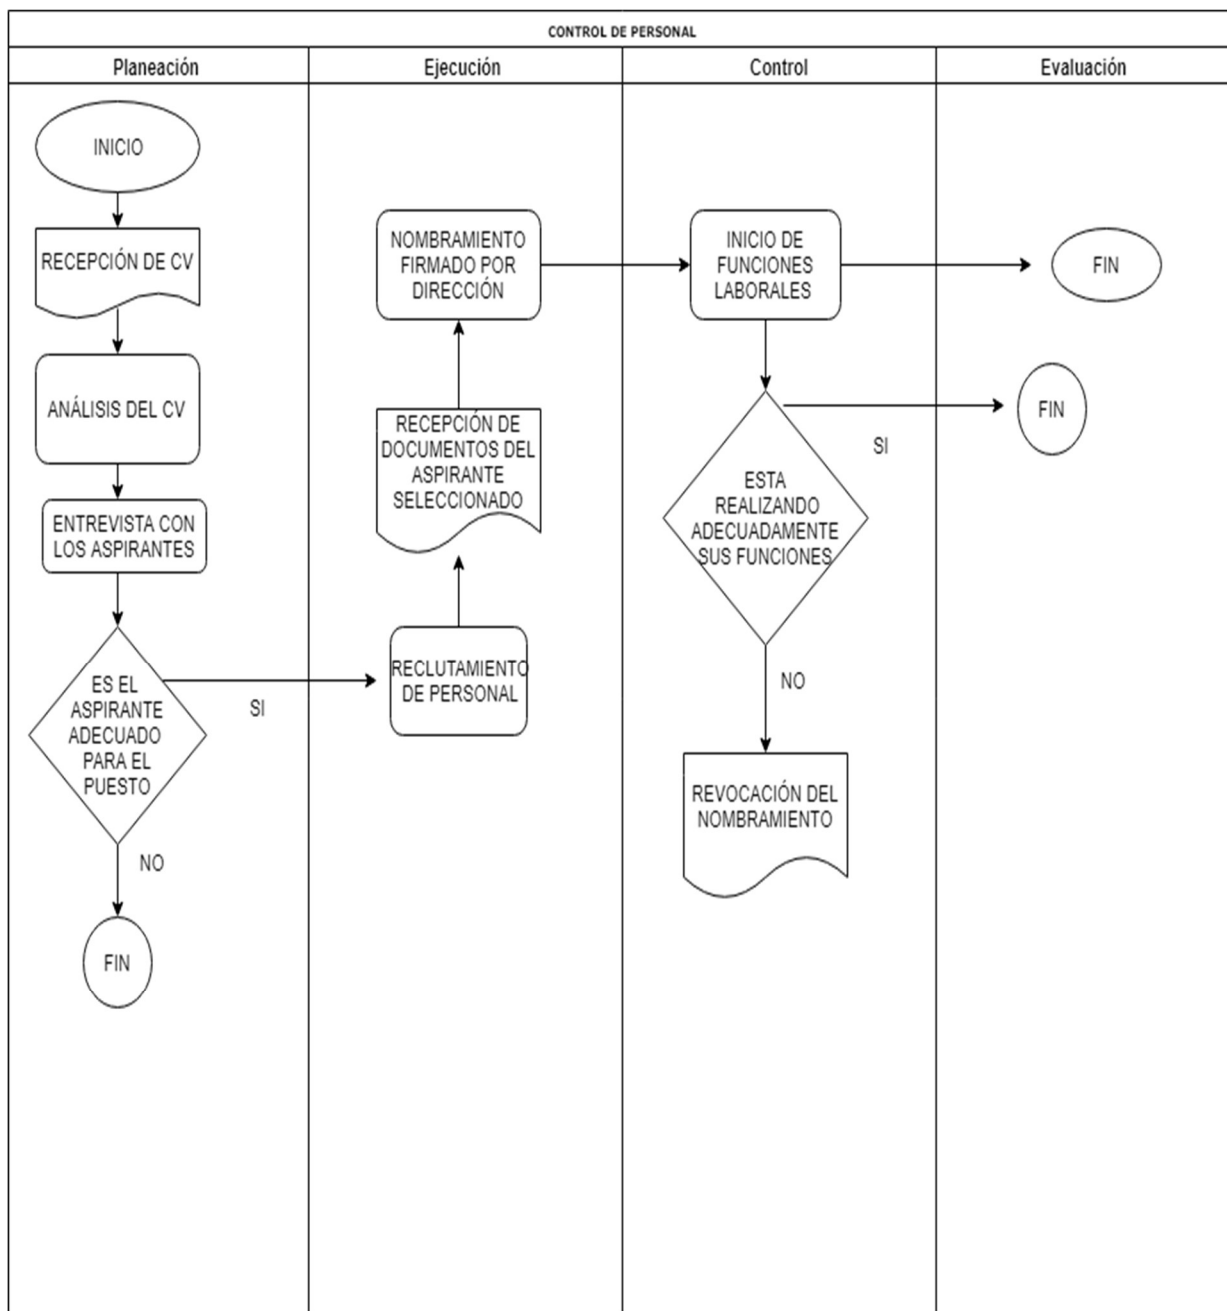 CONTROL DE PERSONAL
Planeación
Ejecución
Control
Evaluación
INICIO
RECEPCIÓN DE CV
ANÁLISIS DEL CV
ENTREVISTA CON
LOS ASPIRANTES
ES EL
ASPIRANTE
ADECUADO
PARA EL
PUESTO
SI
NO
FIN
NOMBRAMIENTO
FIRMADO POR
DIRECCIÓN
RECEPCIÓN DE
DOCUMENTOS DEL
ASPIRANTE
SELECCIONADO
RECLUTAMIENTO
DE PERSONAL
INICIO DE
FUNCIONES
LABORALES
ESTA
REALIZANDO
ADECUADAMENTE
SUS FUNCIONES
SI
NO
REVOCACIÓN DEL
NOMBRAMIENTO
FIN
FIN